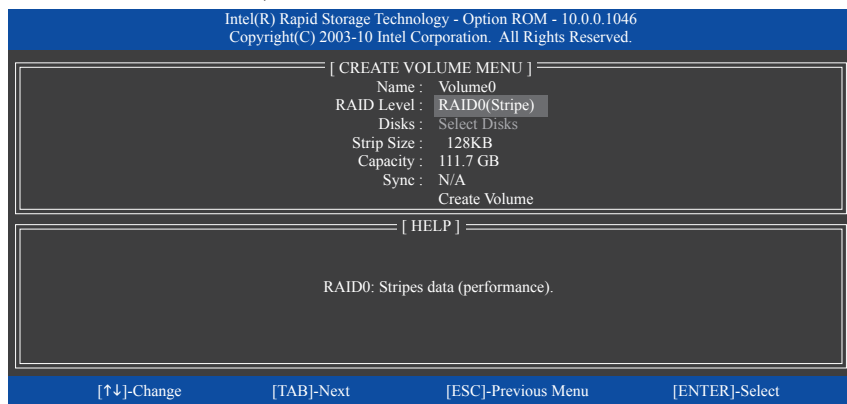 Intel(R) Rapid Storage Technology - Option ROM - 10.0.0.1046
Copyright(C) 2003-10 Intel Corporation. All Rights Reserved.
[ CREATE VOLUME MENU ]
Name : Volume0
RAID Level : RAID0(Stripe)
Disks : Select Disks
Strip Size : 128KB
Capacity : 111.7 GB
Sync : N/A
Create Volume
[ HELP ]
RAID0: Stripes data (performance).
[↑↓]-Change [TAB]-Next [ESC]-Previous Menu [ENTER]-Select